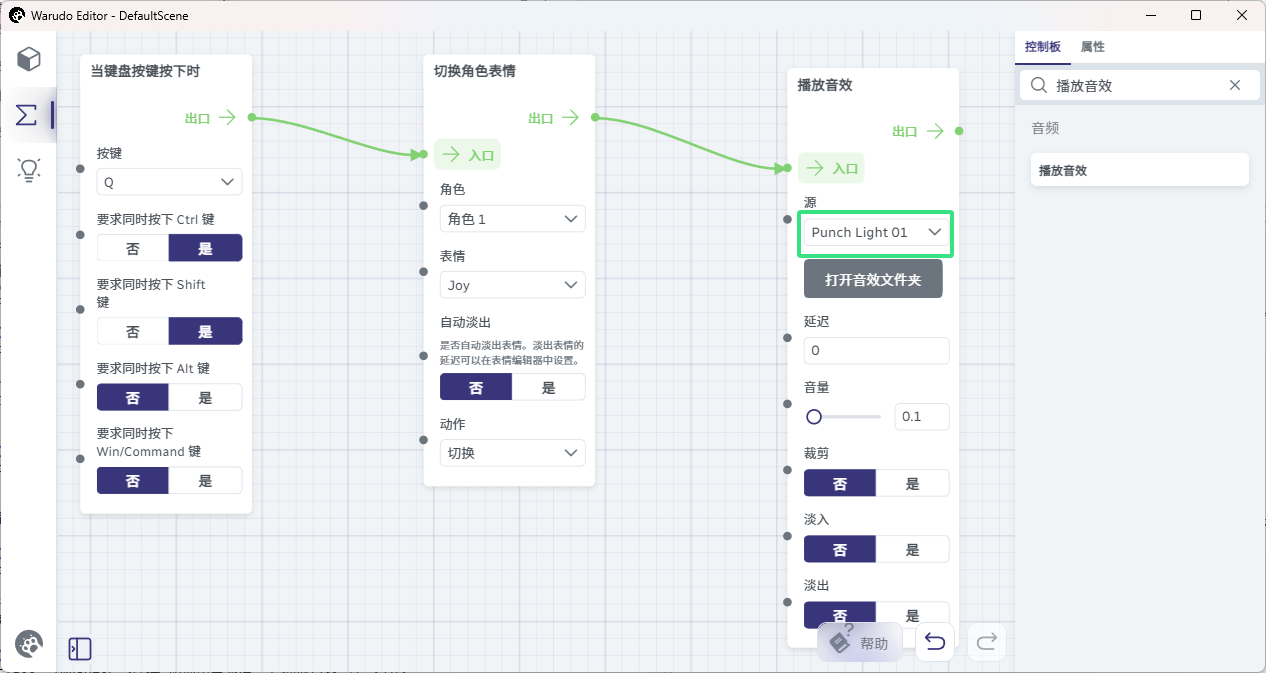 Warudo Editor - DefaultScene
当键盘按键按下时
出口
按键
Q
要求同时按下 Ctrl 键
否 是
要求同时按下 Shift
键
否 是
要求同时按下 Alt 键
否 是
要求同时按下
Win/Command 键
否 是
切换角色表情
出口
入口
角色
角色 1
表情
Joy
自动淡出
是否自动淡出表情。淡出表情的
延迟可以在表情编辑器中设置。
否 是
动作
切换
播放音效
出口
入口
源
Punch Light 01
打开音效文件夹
延迟
0
音量
0.1
裁剪
否 是
淡入
否 是
淡出
否 是
帮助
控制板 属性
播放音效
音频
播放音效